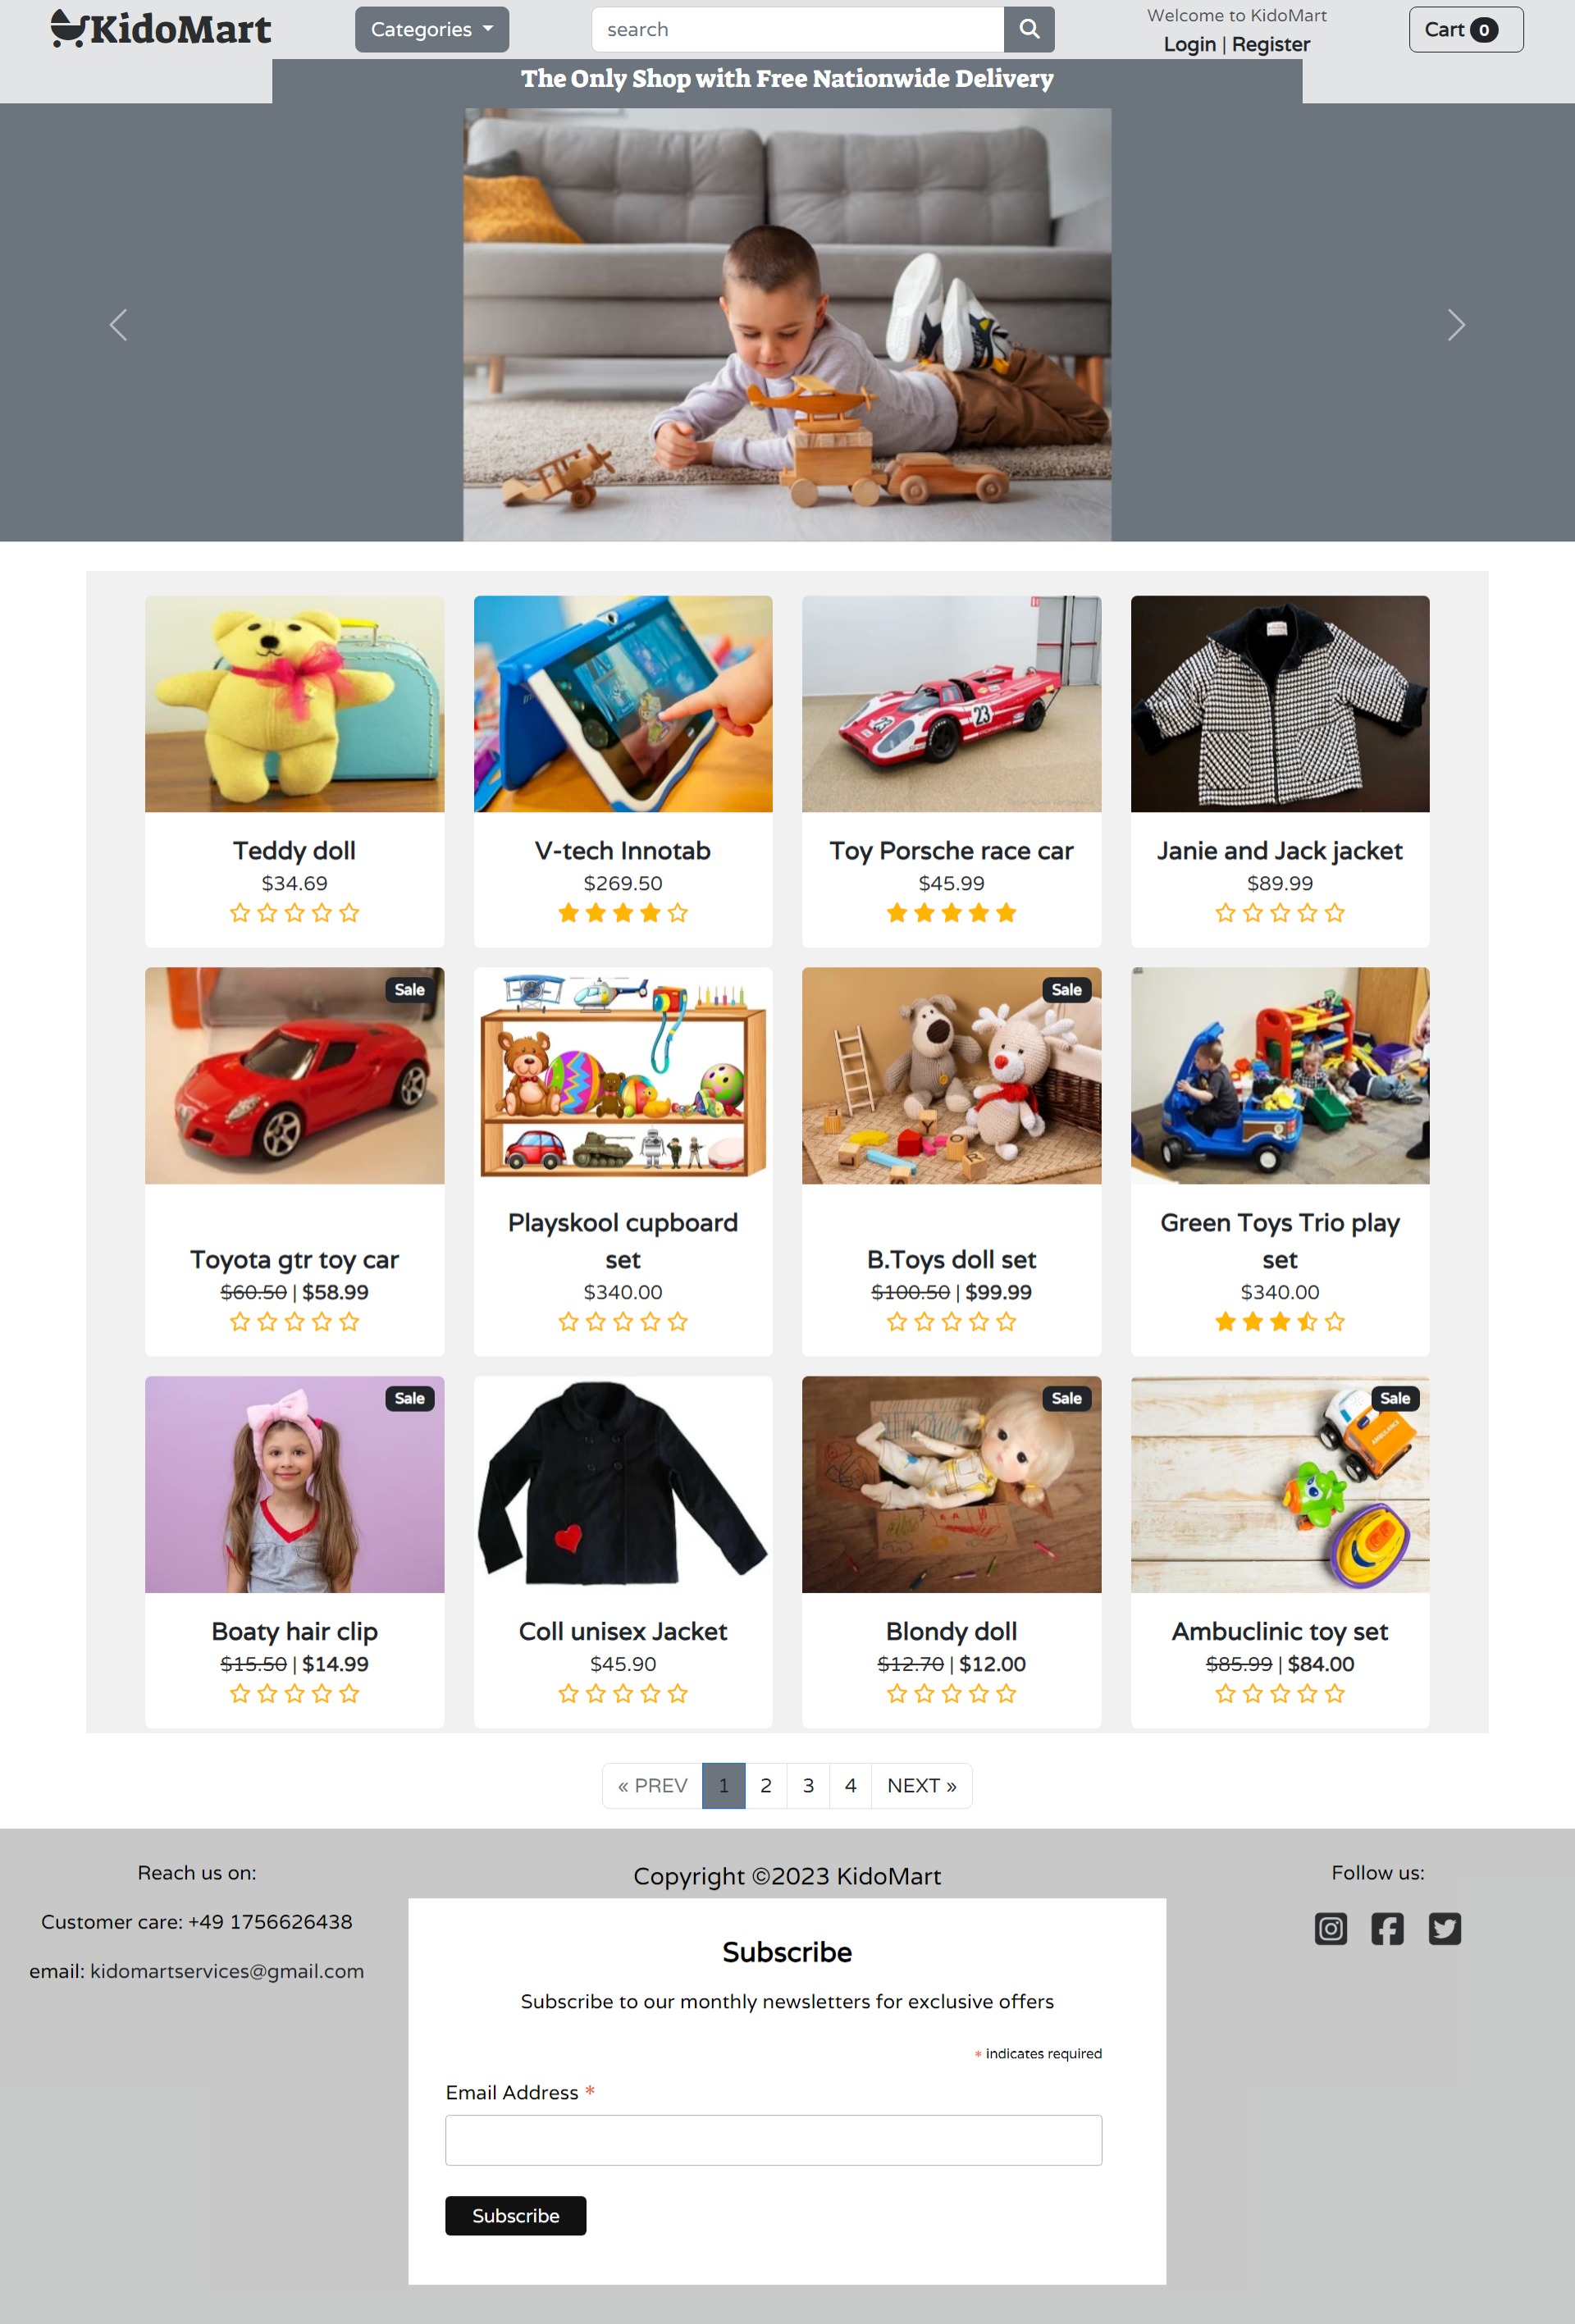 KidoMart
Categories
search
Welcome to KidoMart
Login | Register
Cart 0
The Only Shop with Free Nationwide Delivery
23
23
Teddy doll
$34.69
V-tech Innotab
$269.50
Toy Porsche race car
$45.99
Janie and Jack jacket
$89.99
Sale
Toyota gtr toy car
$60.50 | $58.99
Playskool cupboard
set
$340.00
Sale
B.Toys doll set
$100.50 | $99.99
Green Toys Trio play
set
$340.00
Sale
Boaty hair clip
$15.50 | $14.99
Coll unisex Jacket
$45.90
Sale
Blondy doll
$12.70 | $12.00
Sale
AMBULANCE
Ambuclinic toy set
$85.99 | $84.00
« PREV 1 2 3 4 NEXT »
Reach us on:
Customer care: +49 1756626438
email: kidomartservices@gmail.com
Copyright ©2023 KidoMart
Subscribe
Subscribe to our monthly newsletters for exclusive offers
* indicates required
Email Address *
Subscribe
Follow us: